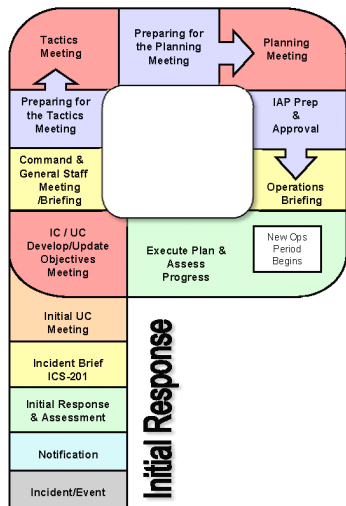 Tactics
Meeting
Preparing for
the Planning
Meeting
Planning
Meeting
Preparing for
the Tactics
Meeting
IAP Prep
&
Approval
Command &
General Staff
Meeting
/Briefing
Operations
Briefing
IC / UC
Develop/Update
Objectives
Meeting
Execute Plan &
Assess
Progress
New Ops
Period
Begins
Initial UC
Meeting
Incident Brief
ICS-201
Initial Response
& Assessment
Notification
Incident/Event
Initial Response